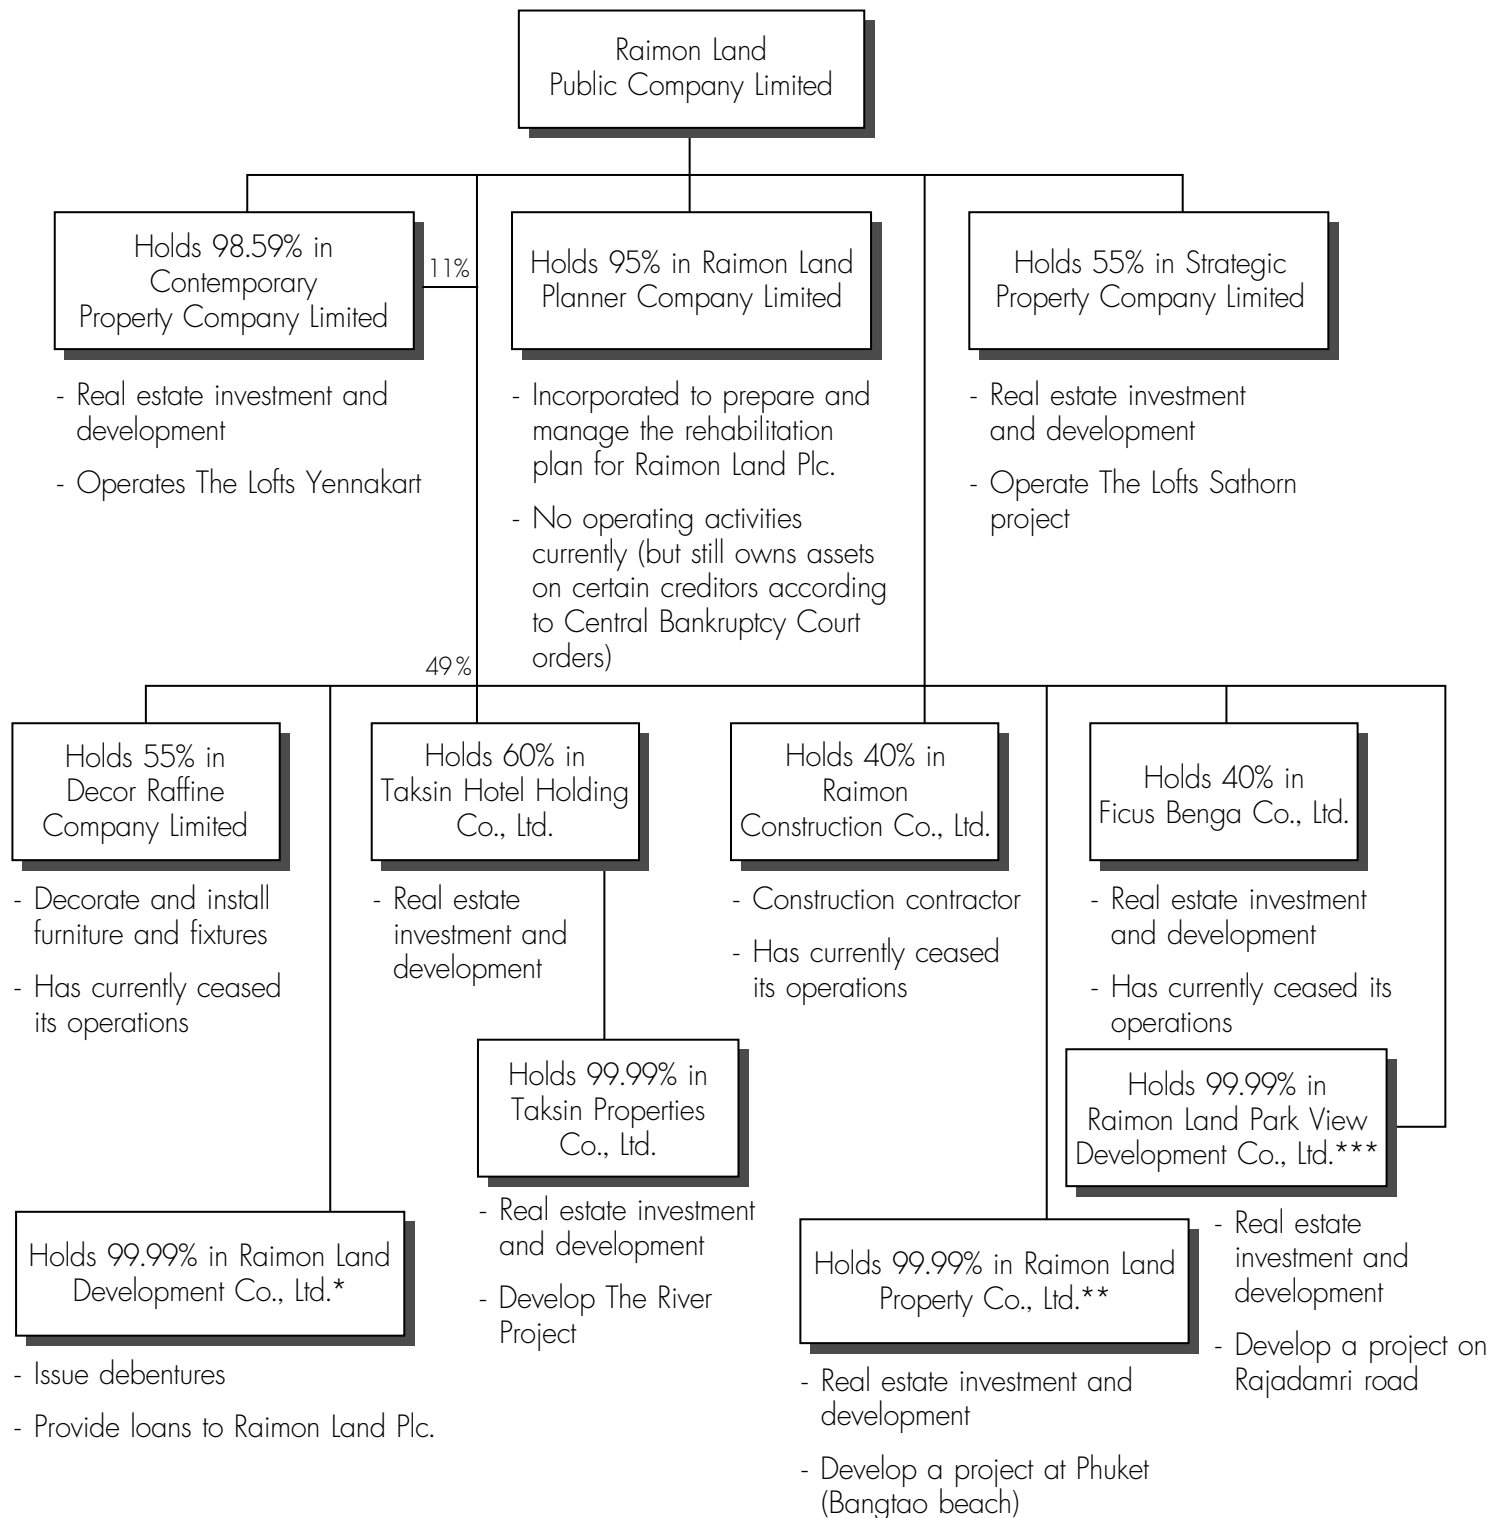 Raimon Land
Public Company Limited
Holds 98.59% in
Contemporary
Property Company Limited
11%
Holds 95% in Raimon Land
Planner Company Limited
Holds 55% in Strategic
Property Company Limited
- Real estate investment and
development
- Operates The Lofts Yennakart
- Incorporated to prepare and
manage the rehabilitation
plan for Raimon Land Plc.
- No operating activities
currently (but still owns assets
on certain creditors according
to Central Bankruptcy Court
orders)
- Real estate investment
and development
- Operate The Lofts Sathorn
project
49%
Holds 55% in
Decor Raffine
Company Limited
- Decorate and install
furniture and fixtures
- Has currently ceased
its operations
Holds 60% in
Taksin Hotel Holding
Co., Ltd.
- Real estate
investment and
development
Holds 40% in
Raimon
Construction Co., Ltd.
- Construction contractor
- Has currently ceased
its operations
Holds 40% in
Ficus Benga Co., Ltd.
- Real estate investment
and development
- Has currently ceased its
operations
Holds 99.99% in
Taksin Properties
Co., Ltd.
- Real estate investment
and development
- Develop The River
Project
Holds 99.99% in
Raimon Land Park View
Development Co., Ltd.***
- Real estate
investment and
development
- Develop a project on
Rajadamri road
Holds 99.99% in Raimon Land
Development Co., Ltd.*
- Issue debentures
- Provide loans to Raimon Land Plc.
Holds 99.99% in Raimon Land
Property Co., Ltd.**
- Real estate investment and
development
- Develop a project at Phuket
(Bangtao beach)